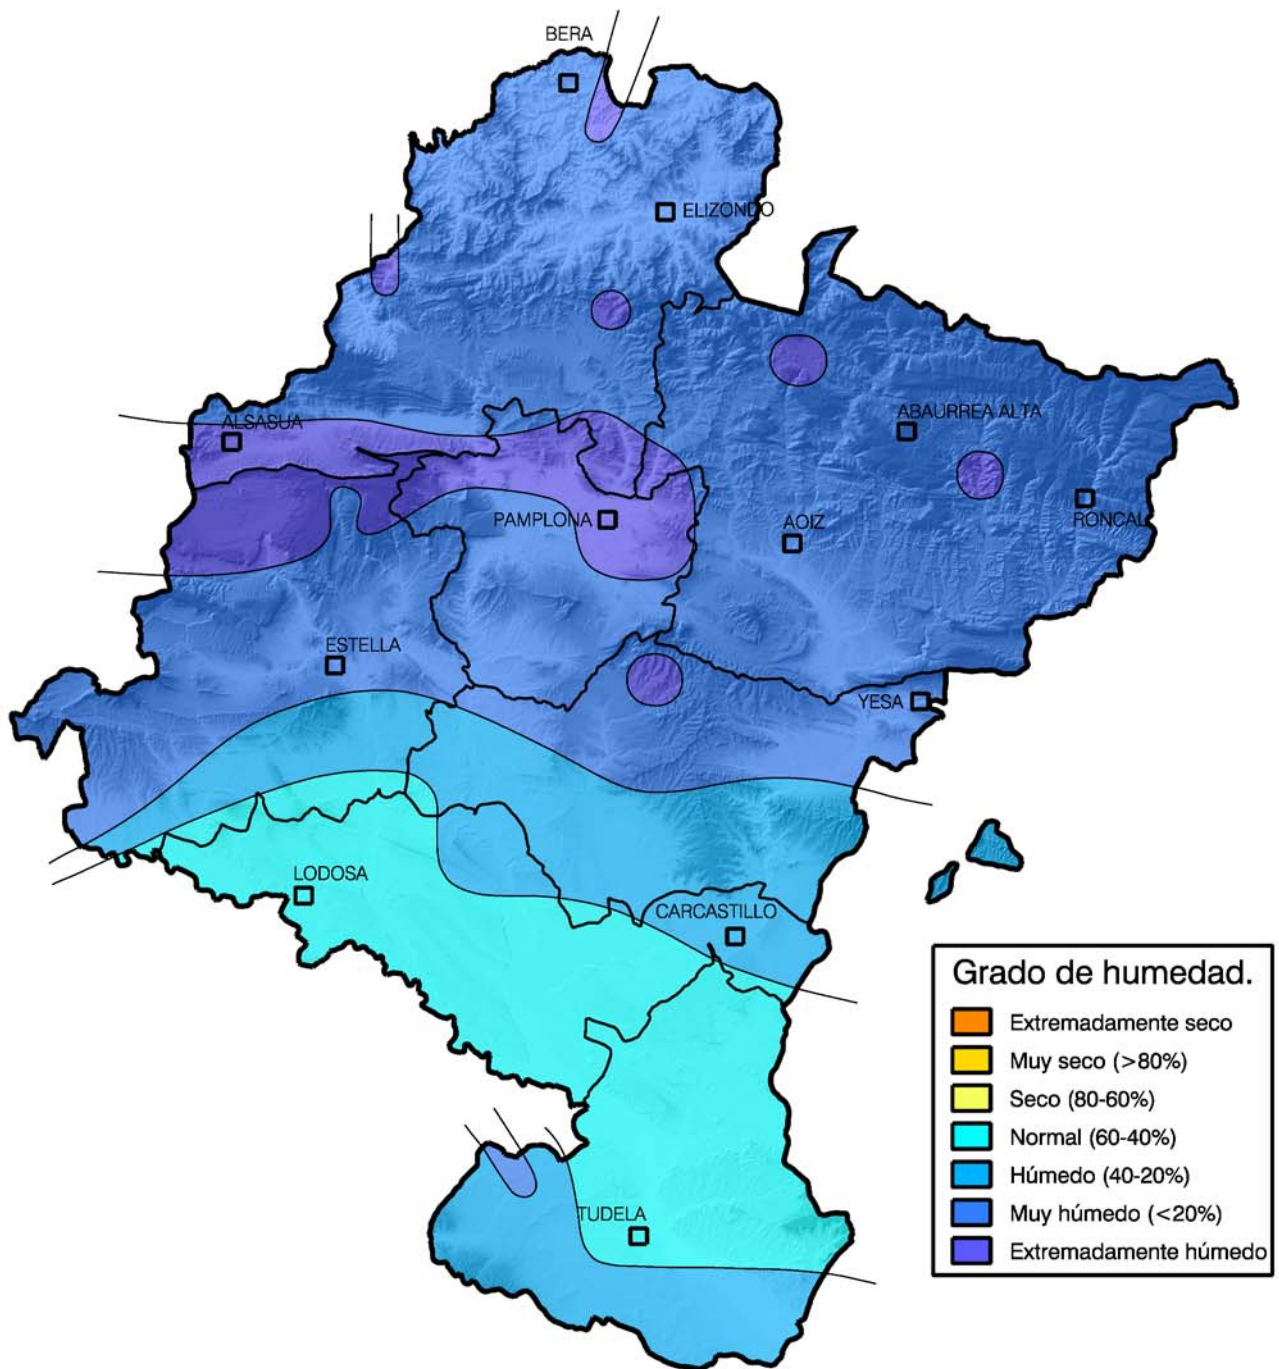 BERA
ELIZONDO
ALSASUA
ABAURREA ALTA
PAMPLONA
AOIZ
RONCAL
ESTELLA
YESA
LODOSA
CARCASTILLO
TUDELA
Grado de humedad.
Extremadamente seco
Muy seco (>80%)
Seco (80-60%)
Normal (60-40%)
Húmedo (40-20%)
Muy húmedo (<20%)
Extremadamente húmedo